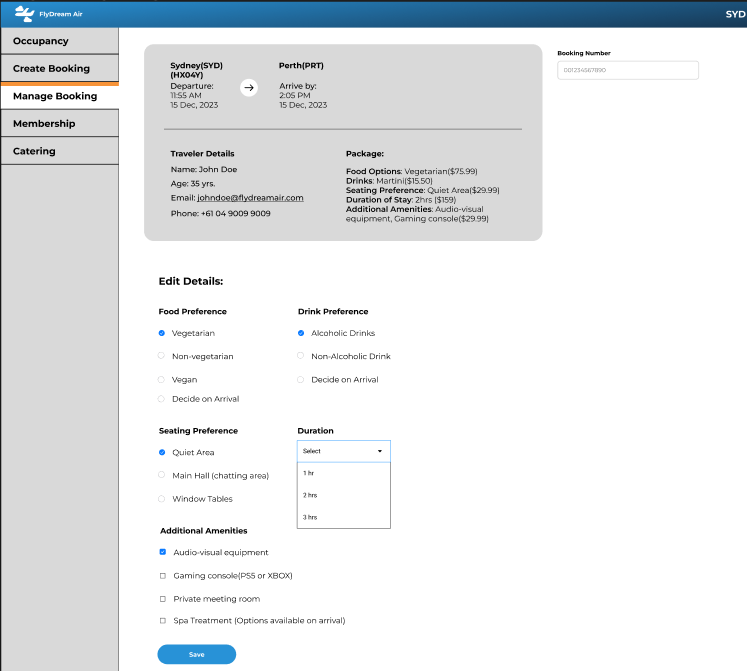 FlyDream Air
SYD
Occupancy
Create Booking
Manage Booking
Membership
Catering
Sydney(SYD)
(HX04Y)
Departure:
11:55 AM
15 Dec, 2023
Perth(PRT)
Arrive by:
2:05 PM
15 Dec, 2023
Traveler Details
Name: John Doe
Age: 35 yrs.
Email: johndoe@flydreamair.com
Phone: +61 04 9009 9009
Package:
Food Options: Vegetarian($75.99)
Drinks: Martini($15.50)
Seating Preference: Quiet Area($29.99)
Duration of Stay: 2hrs ($159)
Additional Amenities: Audio-visual
equipment, Gaming console($29.99)
Booking Number
001234567890
Edit Details:
Food Preference
Vegetarian
Non-vegetarian
Vegan
Decide on Arrival
Drink Preference
Alcoholic Drinks
Non-Alcoholic Drink
Decide on Arrival
Seating Preference
Quiet Area
Main Hall (chatting area)
Window Tables
Duration
Select
1 hr
2 hrs
3 hrs
Additional Amenities
Audio-visual equipment
Gaming console(PS5 or XBOX)
Private meeting room
Spa Treatment (Options available on arrival)
Save